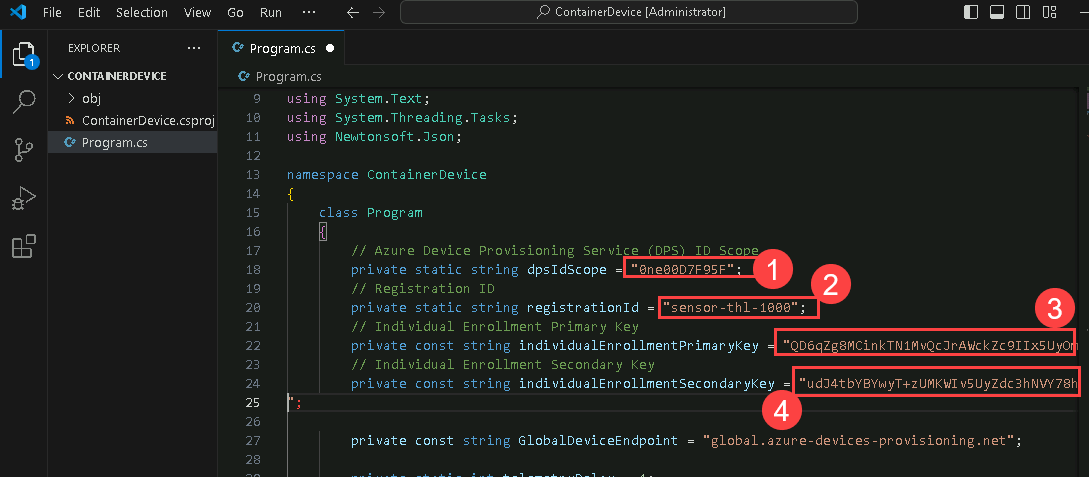 File Edit Selection View Go Run ··· ContainerDevice [Administrator]
EXPLORER ···
1
CONTAINERDEVICE
obj
ContainerDevice.csproj
Program.cs
Program.cs
Program.cs
9 using System.Text;
10 using System.Threading.Tasks;
11 using Newtonsoft.Json;
12
13 namespace ContainerDevice
14 {
15 class Program
16 {
17 // Azure Device Provisioning Service (DPS) ID Scope
18 private static string dpsIdScope = "0ne00D7F95F";
1
19 // Registration ID
2
20 private static string registrationId = "sensor-thl-1000";
21 // Individual Enrollment Primary Key
3
22 private const string individualEnrollmentPrimaryKey = "QD6qZg8MCinkTN1MvQcJrAWckZc9IIx5UyOm
23 // Individual Enrollment Secondary Key
24 private const string individualEnrollmentSecondaryKey = "udJ4tbYBYwyT+zUMKWIv5UyZdc3hNVY78h
4
25 ";
26
27 private const string GlobalDeviceEndpoint = "global.azure-devices-provisioning.net";
28